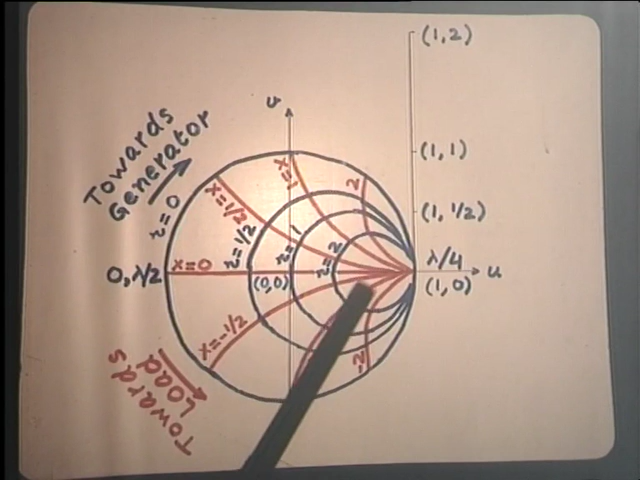 (1,2)
v
Towards
Generator
(1,1)
x=1
2
x=1/2
r=0
(1,1/2)
r=1/2
r=1
r=2
0,λ/2
x=0
λ/4
u
(0,0)
(1,0)
x=-1/2
-2
Towards
LOAD